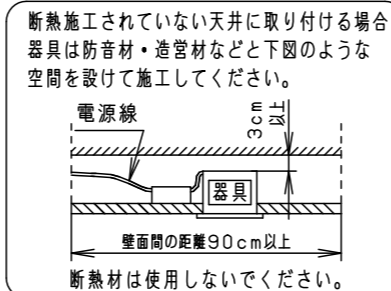 断熱施工されていない天井に取り付ける場合
器具は防音材・造営材などと下図のような
空間を設けて施工してください。
電源線
3cm
以上
器具
壁面間の距離90cm以上
断熱材は使用しないでください。